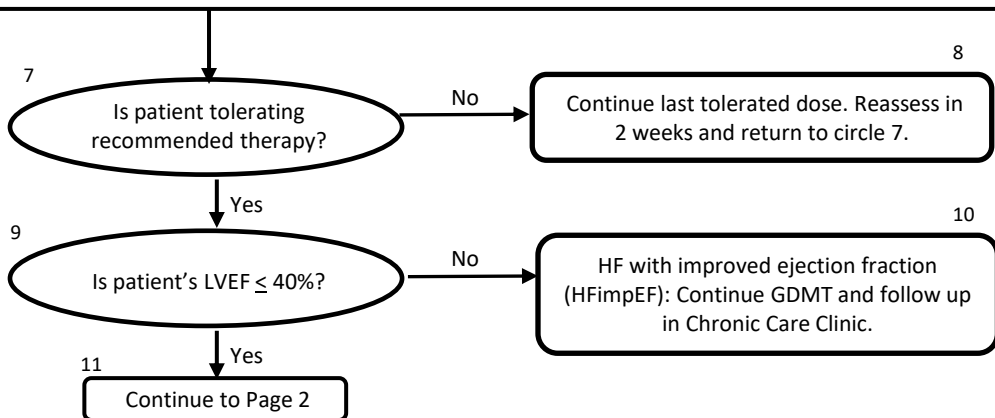 7
Is patient tolerating
recommended therapy?
No
8
Continue last tolerated dose. Reassess in
2 weeks and return to circle 7.
Yes
9
Is patient's LVEF < 40%?
No
10
HF with improved ejection fraction
(HFimpEF): Continue GDMT and follow up
in Chronic Care Clinic.
Yes
11
Continue to Page 2